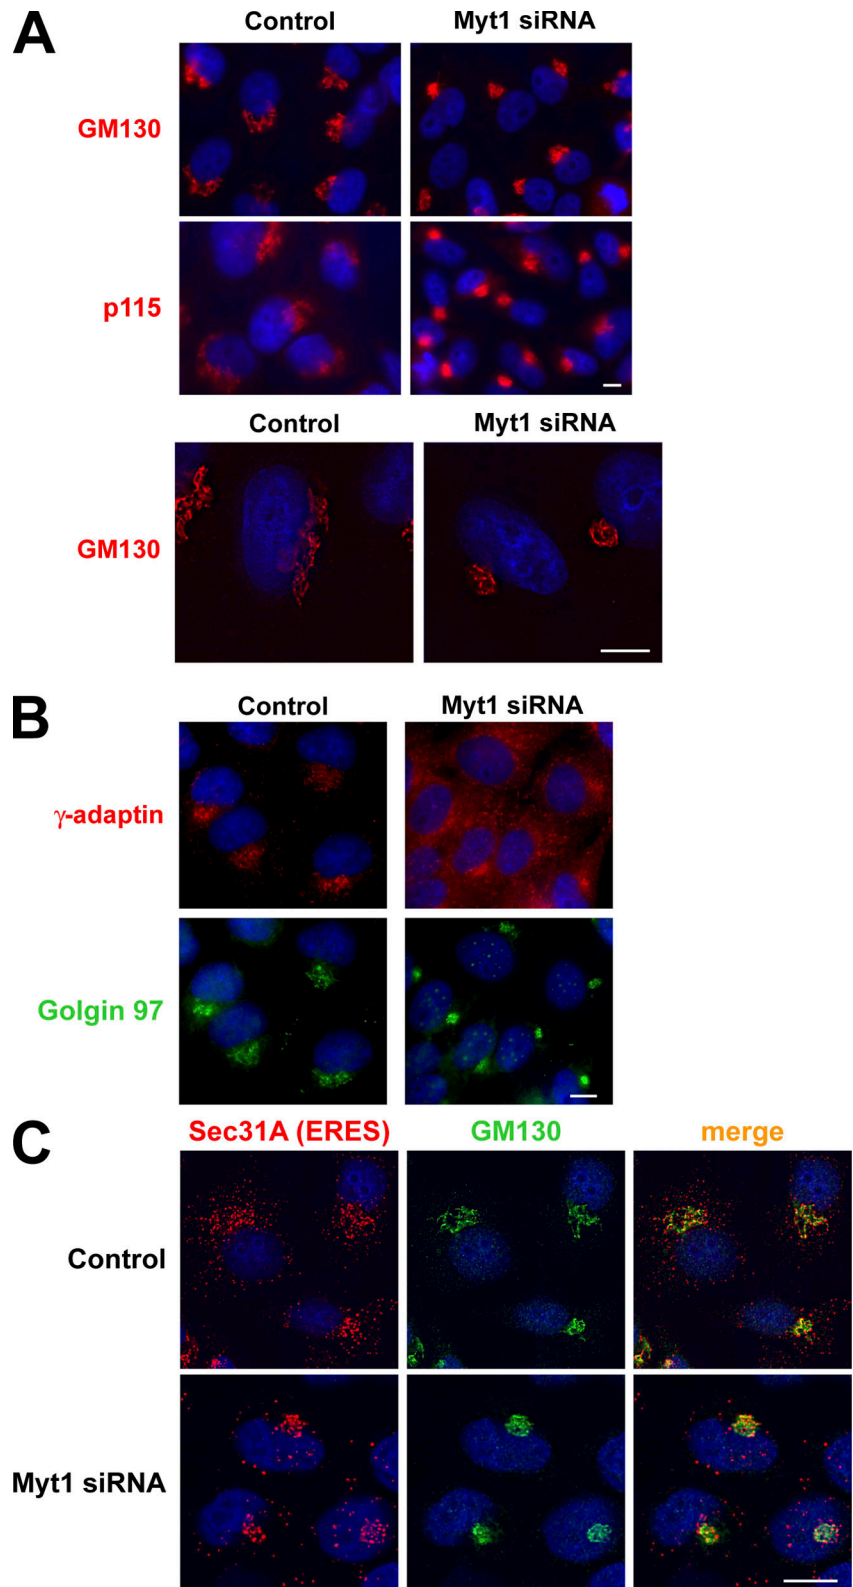 A
Control Myt1 siRNA
GM130
p115
Control Myt1 siRNA
GM130
B
Control Myt1 siRNA
γ-adaptin
Golgin 97
C
Sec31A (ERES) GM130 merge
Control
Myt1 siRNA